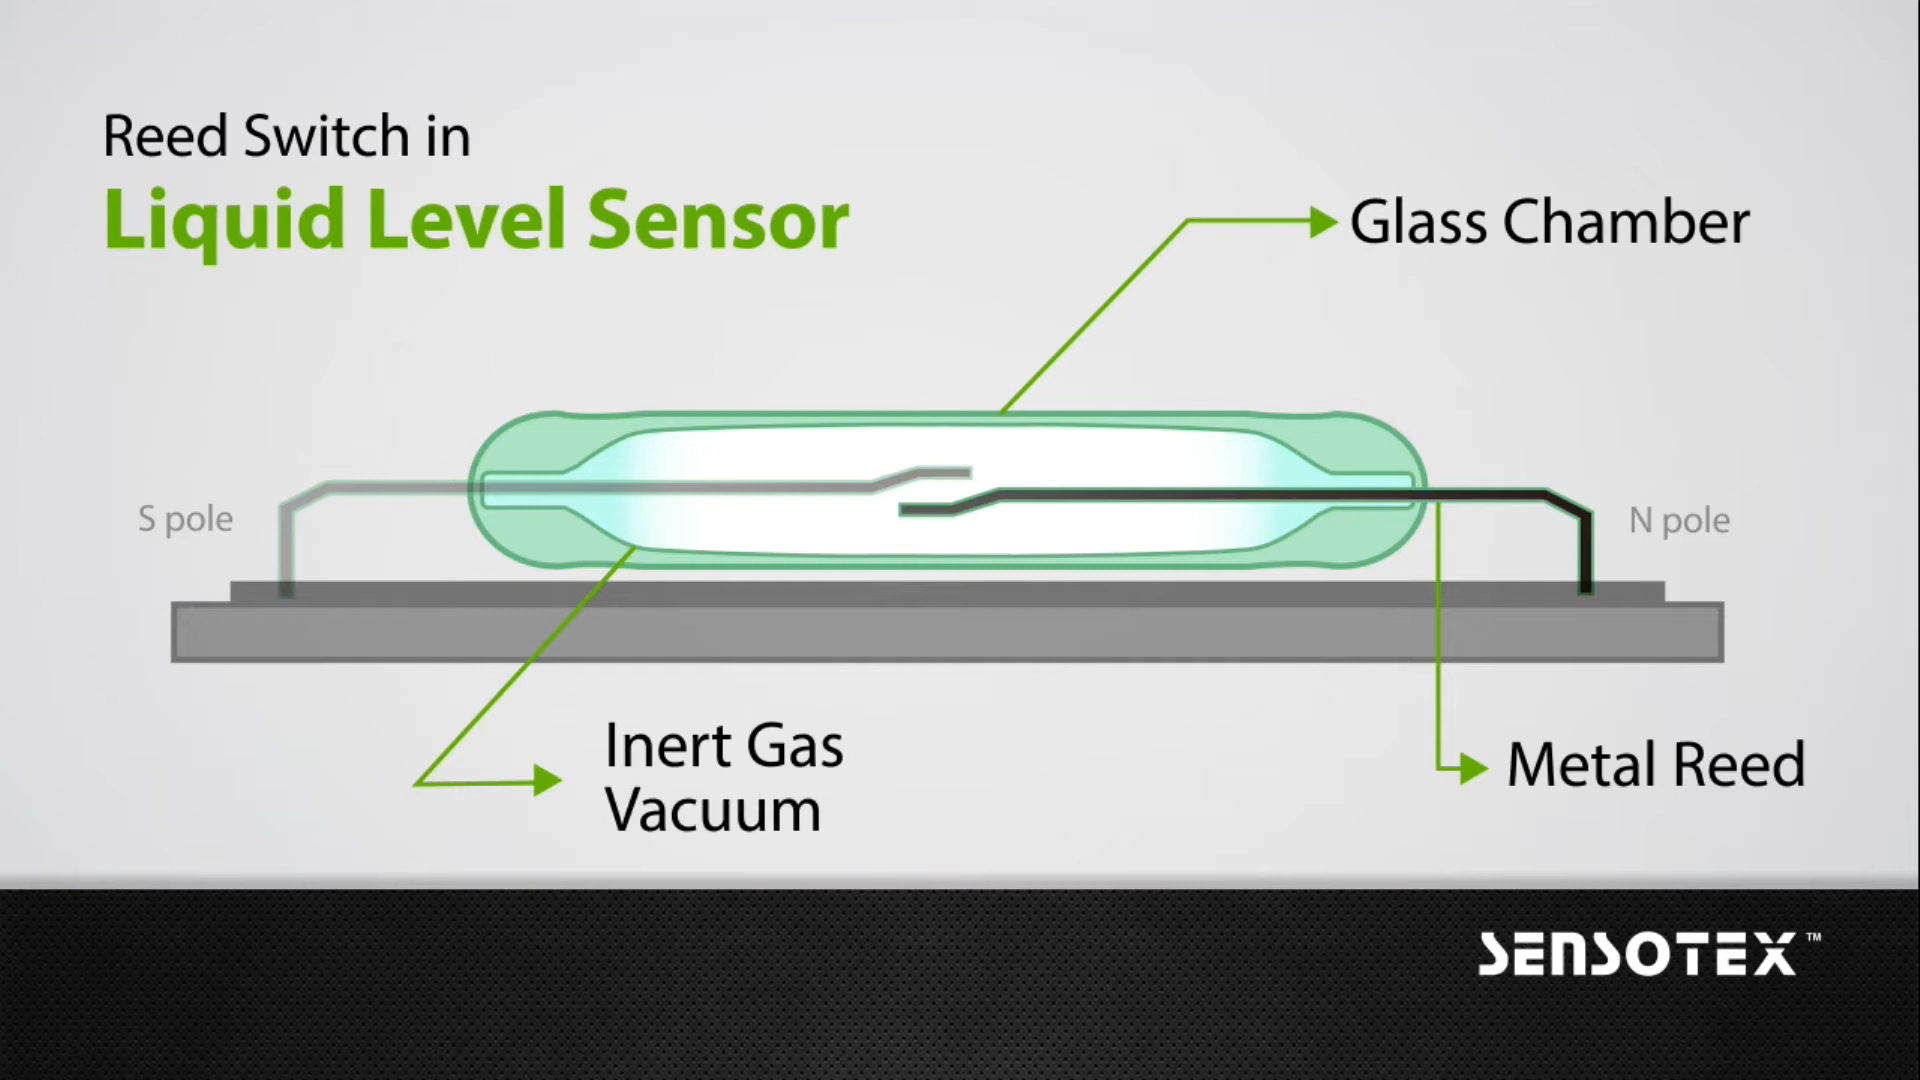 Reed Switch in
Liquid Level Sensor
Glass Chamber
S pole
N pole
Inert Gas
Vacuum
Metal Reed
SENSOTEX™